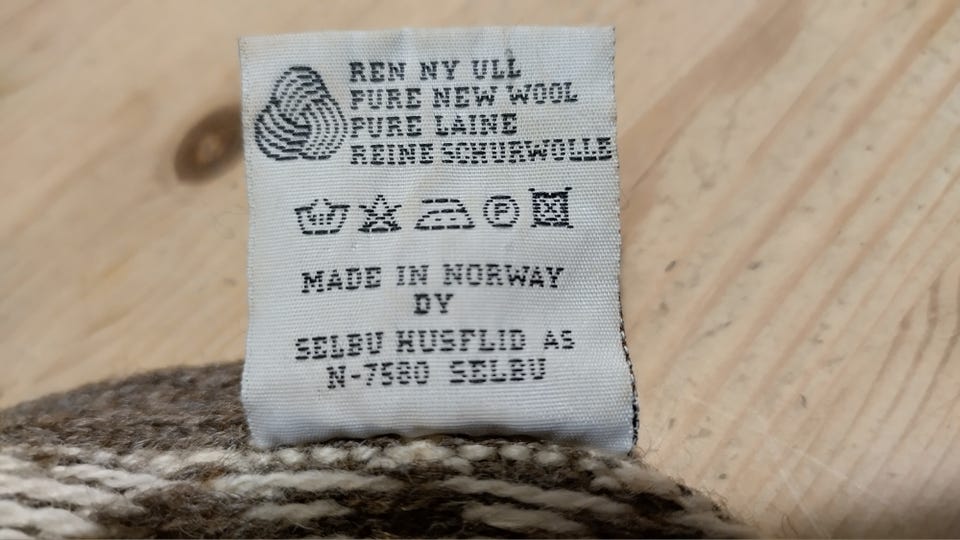 REN NY ULL
PURE NEW WOOL
PURE LAINE
REINE SCHURWOLLE
P
MADE IN NORWAY
BY
SELBU HUSFLID AS
N-7580 SELBU